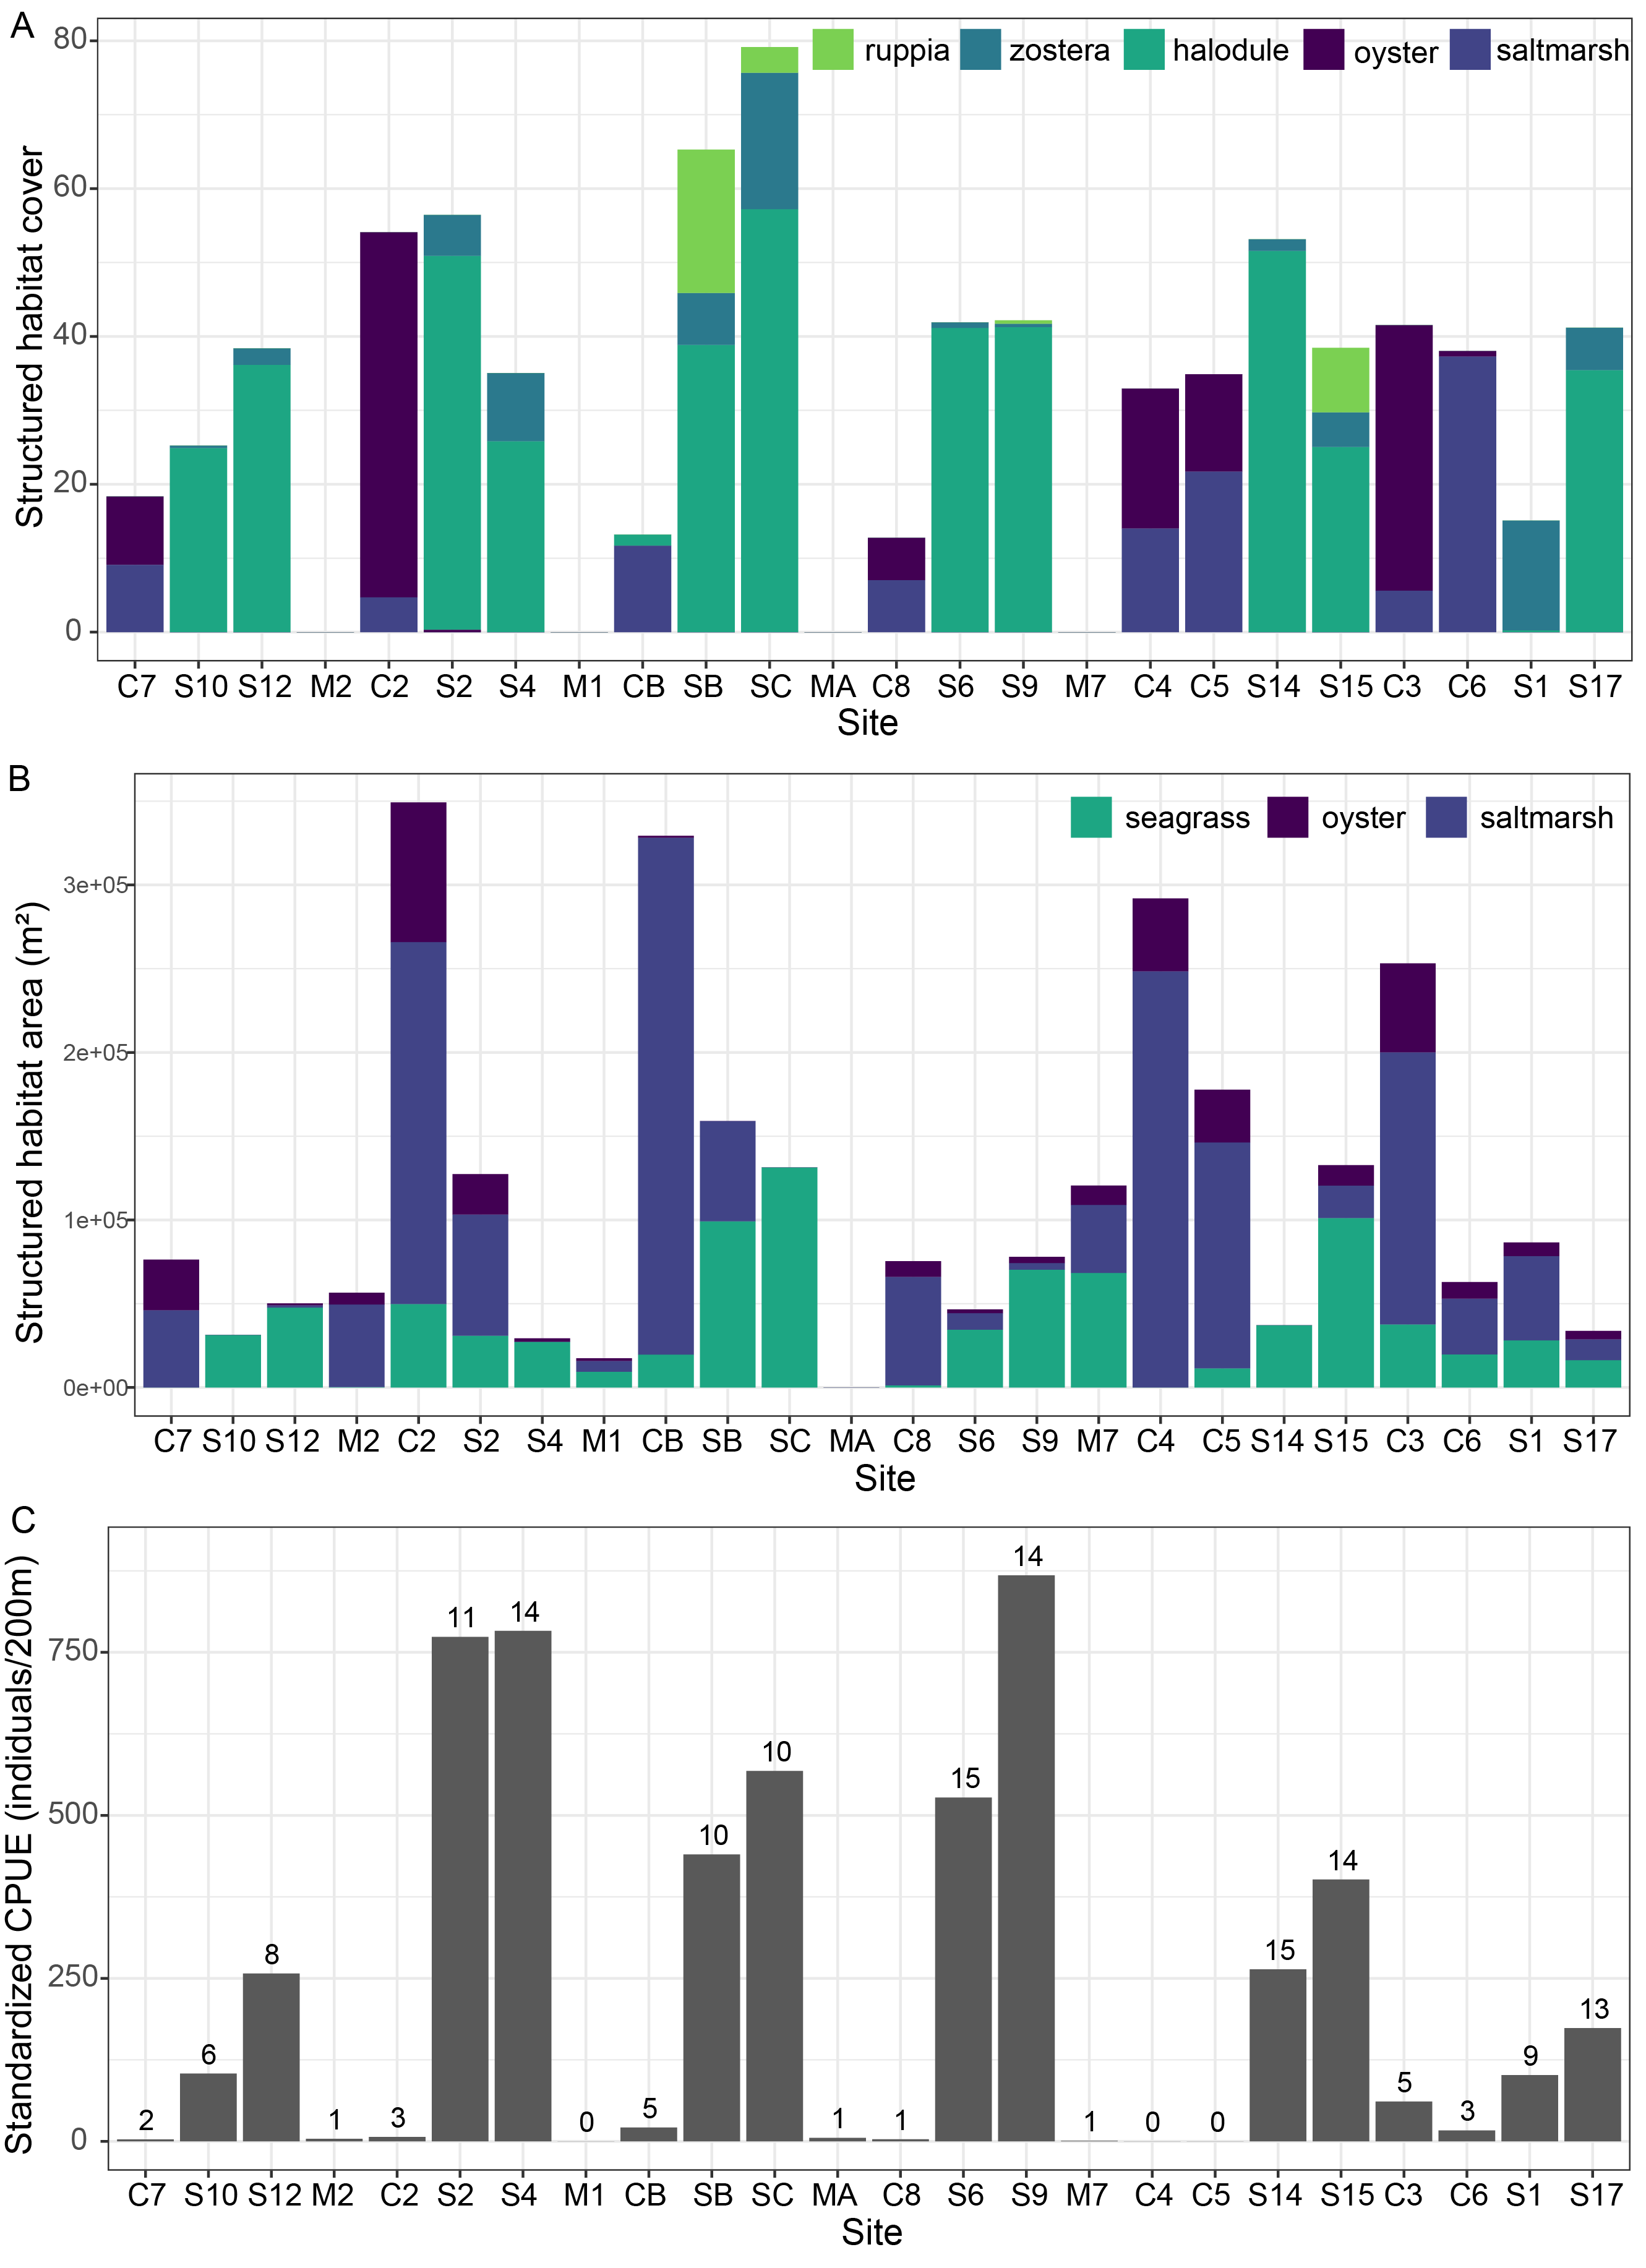 A
ruppia zostera halodule oyster saltmarsh
Structured habitat cover
80
60
40
20
0
C7 S10 S12 M2 C2 S2 S4 M1 CB SB SC MA C8 S6 S9 M7 C4 C5 S14 S15 C3 C6 S1 S17
Site
B
seagrass oyster saltmarsh
Structured habitat area (m²)
3e+05
2e+05
1e+05
0e+00
C7 S10 S12 M2 C2 S2 S4 M1 CB SB SC MA C8 S6 S9 M7 C4 C5 S14 S15 C3 C6 S1 S17
Site
C
Standardized CPUE (indiduals/200m)
750
500
250
0
2 6 8 1 3 11 14 0 5 10 10 1 1 15 14 1 0 0 15 14 5 3 9 13
C7 S10 S12 M2 C2 S2 S4 M1 CB SB SC MA C8 S6 S9 M7 C4 C5 S14 S15 C3 C6 S1 S17
Site